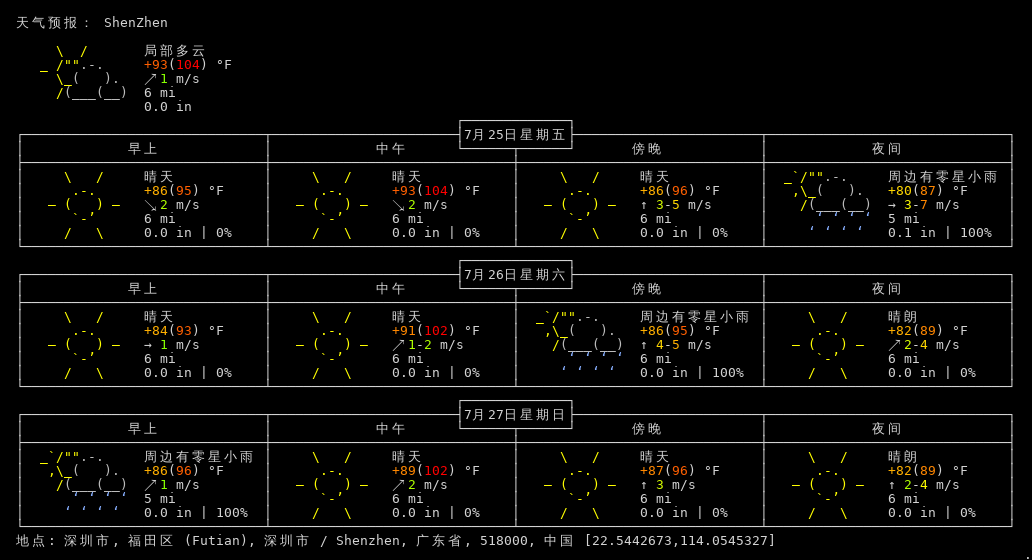 天气预报： ShenZhen
局部多云
+93(104) °F
↗1 m/s
6 mi
0.0 in
7月25日星期五
早上 中午 傍晚 夜间
晴天 晴天 晴天 周边有零星小雨
+86(95) °F +93(104) °F +86(96) °F +80(87) °F
↘2 m/s ↘2 m/s ↑ 3-5 m/s → 3-7 m/s
6 mi 6 mi 6 mi 5 mi
0.0 in | 0% 0.0 in | 0% 0.0 in | 0% 0.1 in | 100%
7月26日星期六
早上 中午 傍晚 夜间
晴天 晴天 周边有零星小雨 晴朗
+84(93) °F +91(102) °F +86(95) °F +82(89) °F
→ 1 m/s ↗1-2 m/s ↑ 4-5 m/s ↗2-4 m/s
6 mi 6 mi 6 mi 6 mi
0.0 in | 0% 0.0 in | 0% 0.0 in | 100% 0.0 in | 0%
7月27日星期日
早上 中午 傍晚 夜间
周边有零星小雨 晴天 晴天 晴朗
+86(96) °F +89(102) °F +87(96) °F +82(89) °F
↗1 m/s ↗2 m/s ↑ 3 m/s ↑ 2-4 m/s
5 mi 6 mi 6 mi 6 mi
0.0 in | 100% 0.0 in | 0% 0.0 in | 0% 0.0 in | 0%
地点: 深圳市, 福田区 (Futian), 深圳市 / Shenzhen, 广东省, 518000, 中国 [22.5442673,114.0545327]